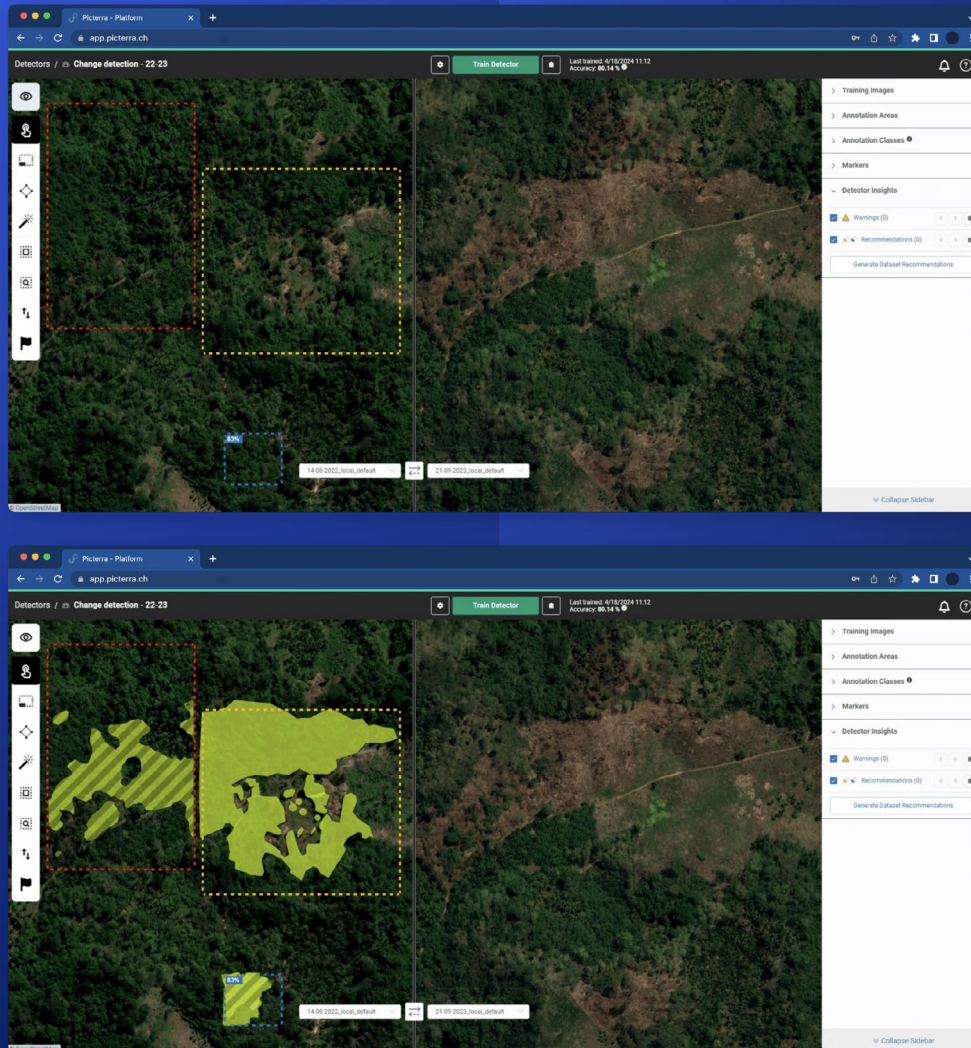 Picterra - Platform
app.picterra.ch
Detectors / Change detection - 22-23
Train Detector
Last trained: 4/18/2024 11:12
Accuracy: 80.14 %
Training Images
Annotation Areas
Annotation Classes
Markers
Detector Insights
Warnings (0)
Recommendations (0)
Generate Dataset Recommendations
83%
14-08-2022_local_default
21-09-2023_local_default
© OpenStreetMap
Collapse Sidebar
Picterra - Platform
app.picterra.ch
Detectors / Change detection - 22-23
Train Detector
Last trained: 4/18/2024 11:12
Accuracy: 80.14 %
Training Images
Annotation Areas
Annotation Classes
Markers
Detector Insights
Warnings (0)
Recommendations (0)
Generate Dataset Recommendations
83%
14-08-2022_local_default
21-09-2023_local_default
Collapse Sidebar